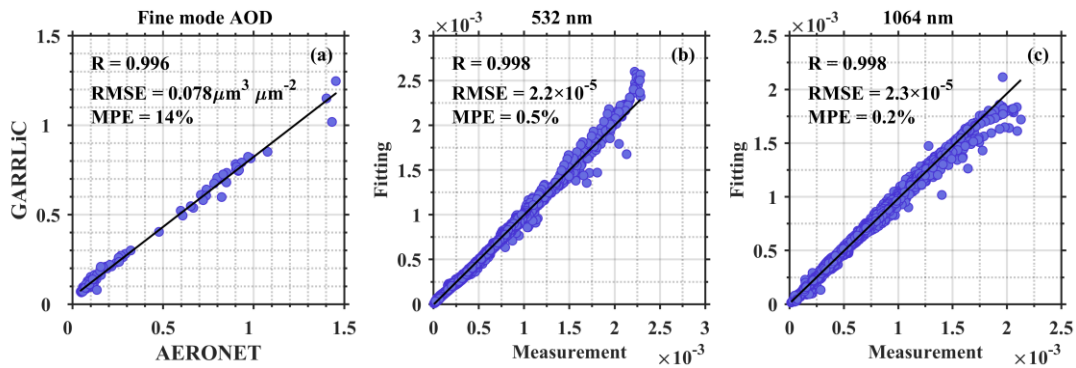 Fine mode AOD
(a)
R = 0.996
RMSE = 0.078μm³ μm⁻²
MPE = 14%
GARRLiC
1.5
1
0.5
0
0
0.5
1
1.5
AERONET
×10⁻³
532 nm
(b)
R = 0.998
RMSE = 2.2×10⁻⁵
MPE = 0.5%
Fitting
3
2.5
2
1.5
1
0.5
0
0
0.5
1
1.5
2
2.5
3
Measurement
×10⁻³
×10⁻³
1064 nm
(c)
R = 0.998
RMSE = 2.3×10⁻⁵
MPE = 0.2%
Fitting
2.5
2
1.5
1
0.5
0
0
0.5
1
1.5
2
2.5
Measurement
×10⁻³